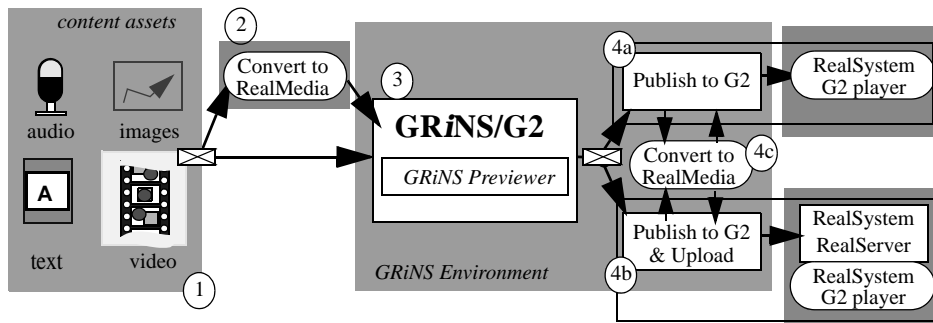 content assets
audio
images
A
text
video
1
2
Convert to
RealMedia
3
GRiNS/G2
GRiNS Previewer
GRiNS Environment
4a
Publish to G2
RealSystem
G2 player
Convert to
RealMedia
4c
Publish to G2
& Upload
4b
RealSystem
RealServer
RealSystem
G2 player